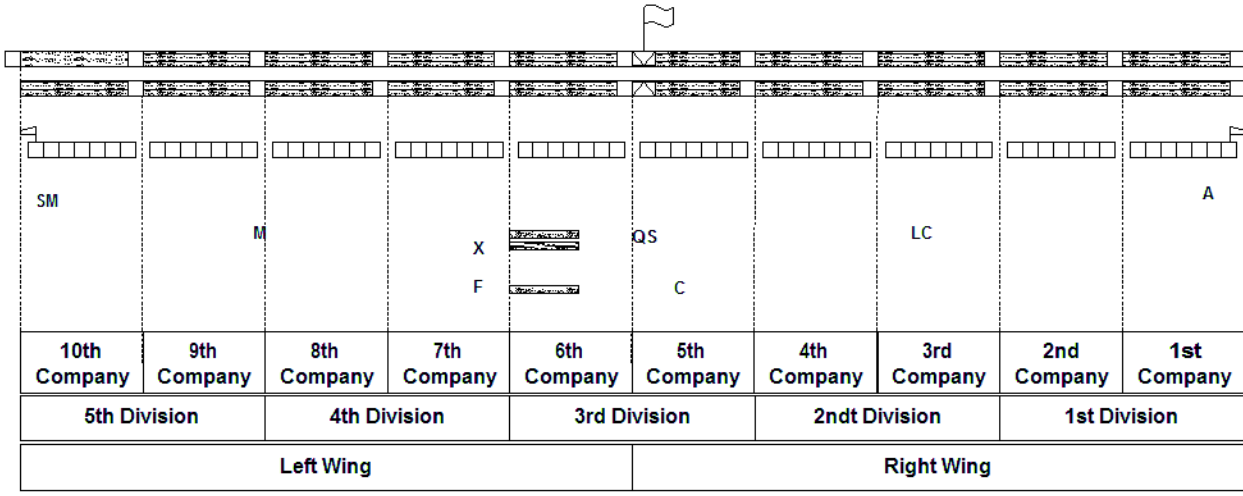 A
SM
M
QS
LC
X
F
C
10th Company
9th Company
8th Company
7th Company
6th Company
5th Company
4th Company
3rd Company
2nd Company
1st Company
5th Division
4th Division
3rd Division
2ndt Division
1st Division
Left Wing
Right Wing